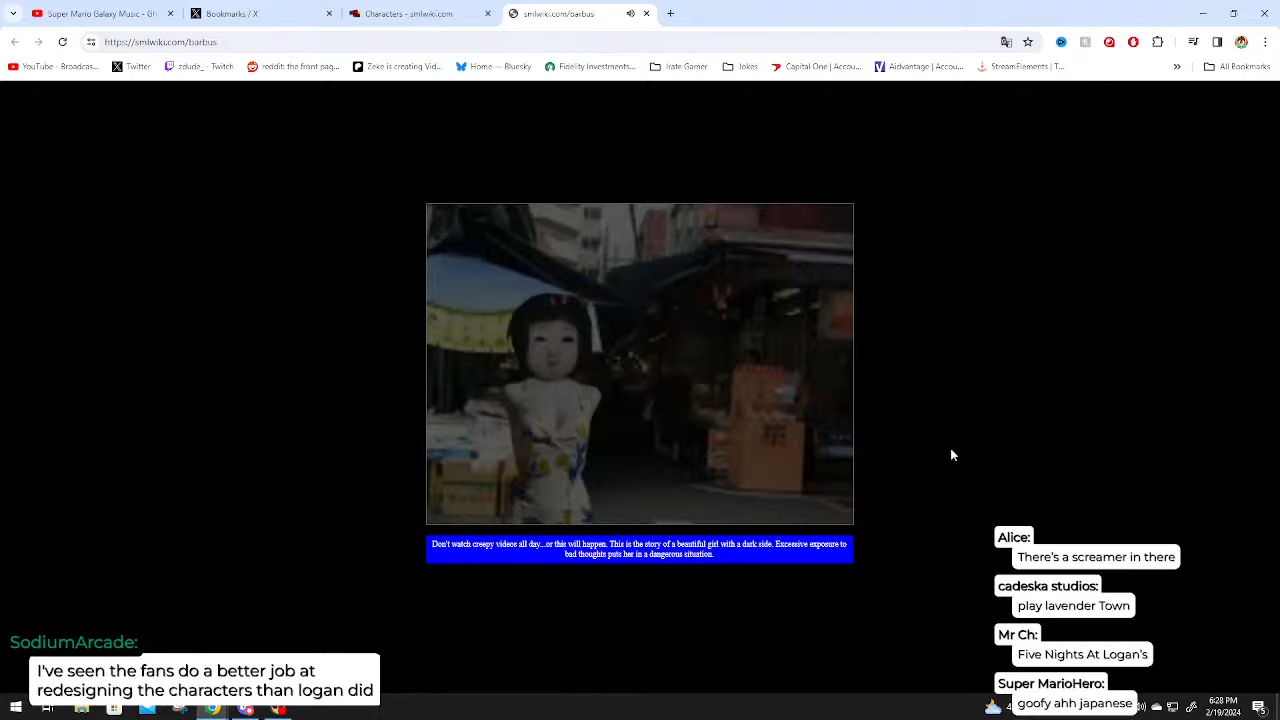 Super Mario Galaxy Music - Gl
Bookmarks / X
Characters - smlwiki.com
smlwiki.com/barbus
https://smlwiki.com/barbus
YouTube - Broadcas...
Twitter
zdude_ - Twitch
reddit: the front pag...
Zeke is creating Vid...
Home — Bluesky
Fidelity Investments...
Irate Gamer
Jokes
Capital One | Accou...
AAdvantage | Accou...
StreamElements | T...
All Bookmarks
Don't watch creepy videos all day...or this will happen. This is the story of a beautiful girl with a dark side. Excessive exposure to
bad thoughts puts her in a dangerous situation.
Alice:
There's a screamer in there
cadeska studios:
play lavender Town
Mr Ch:
Five Nights At Logan's
Super MarioHero:
goofy ahh japanese
SodiumArcade:
I've seen the fans do a better job at
redesigning the characters than logan did
6:28 PM
2/19/2024